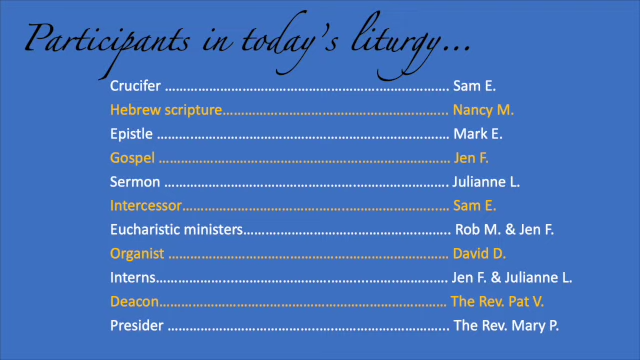 Participants in today's liturgy...
Crucifer ……………………………………………………………………. Sam E.
Hebrew scripture…………………………………………………….. Nancy M.
Epistle ……………………………………………………………………… Mark E.
Gospel ……………………………………………………………………… Jen F.
Sermon ……………………………………………………………………. Julianne L.
Intercessor……………………………………………………………….. Sam E.
Eucharistic ministers………………………………………………… Rob M. & Jen F.
Organist …………………………………………………………………… David D.
Interns……………………………………………………………………… Jen F. & Julianne L.
Deacon…………………………………………………………………….. The Rev. Pat V.
Presider …………………………………………………………………... The Rev. Mary P.